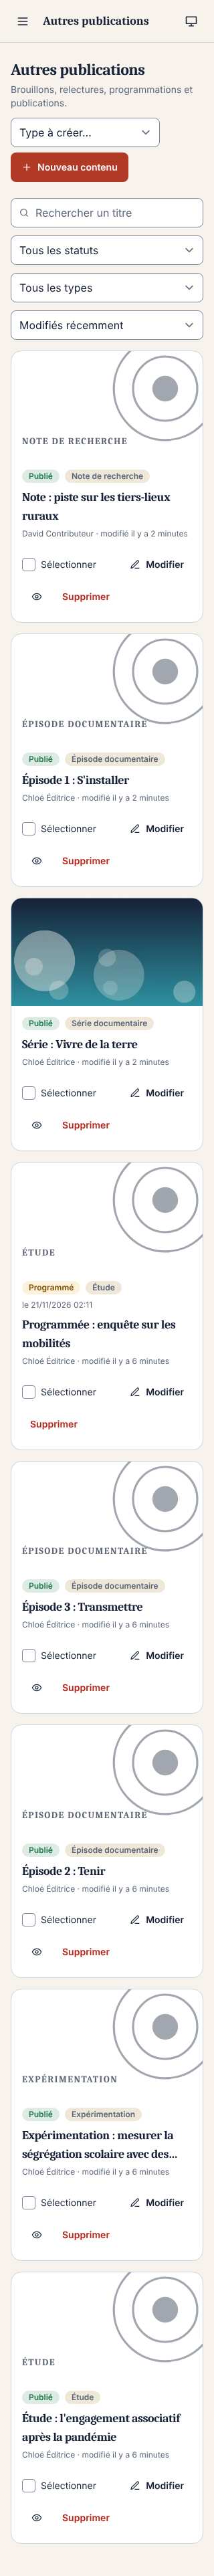 Autres publications
Autres publications
Brouillons, relectures, programmations et
publications.
Type à créer...
Nouveau contenu
Rechercher un titre
Tous les statuts
Tous les types
Modifiés récemment
NOTE DE RECHERCHE
Publié Note de recherche
Note : piste sur les tiers-lieux
ruraux
David Contributeur · modifié il y a 2 minutes
Sélectionner Modifier
Supprimer
ÉPISODE DOCUMENTAIRE
Publié Épisode documentaire
Épisode 1 : S'installer
Chloé Éditrice · modifié il y a 2 minutes
Sélectionner Modifier
Supprimer
Publié Série documentaire
Série : Vivre de la terre
Chloé Éditrice · modifié il y a 2 minutes
Sélectionner Modifier
Supprimer
ÉTUDE
Programmé Étude
le 21/11/2026 02:11
Programmée : enquête sur les
mobilités
Chloé Éditrice · modifié il y a 6 minutes
Sélectionner Modifier
Supprimer
ÉPISODE DOCUMENTAIRE
Publié Épisode documentaire
Épisode 3 : Transmettre
Chloé Éditrice · modifié il y a 6 minutes
Sélectionner Modifier
Supprimer
ÉPISODE DOCUMENTAIRE
Publié Épisode documentaire
Épisode 2 : Tenir
Chloé Éditrice · modifié il y a 6 minutes
Sélectionner Modifier
Supprimer
EXPÉRIMENTATION
Publié Expérimentation
Expérimentation : mesurer la
ségrégation scolaire avec des...
Chloé Éditrice · modifié il y a 6 minutes
Sélectionner Modifier
Supprimer
ÉTUDE
Publié Étude
Étude : l'engagement associatif
après la pandémie
Chloé Éditrice · modifié il y a 6 minutes
Sélectionner Modifier
Supprimer